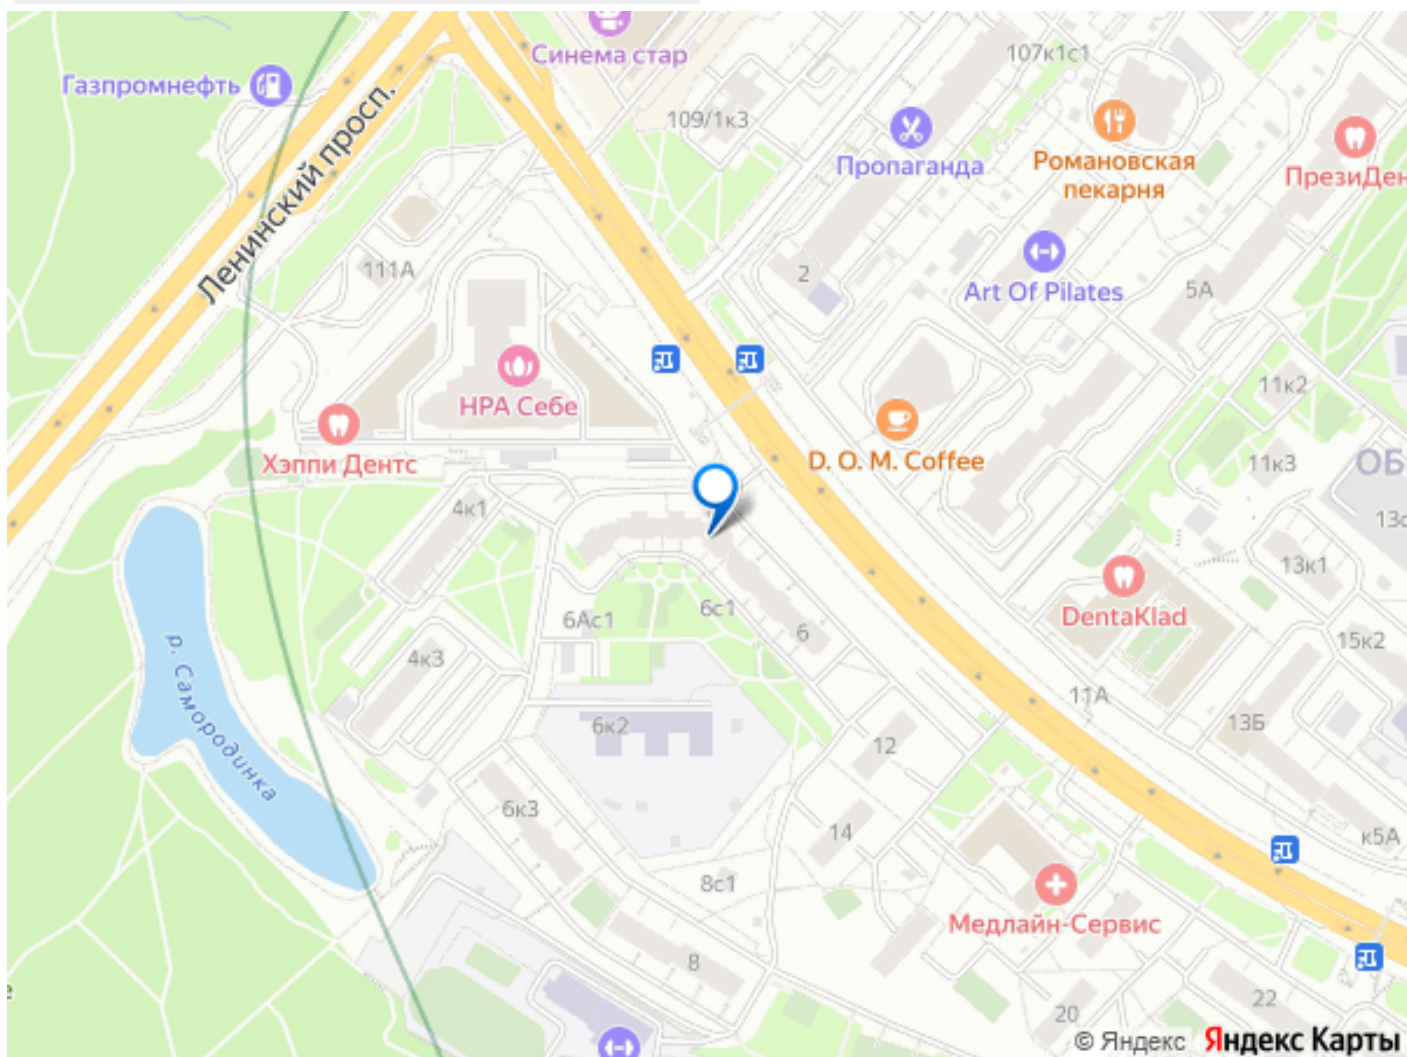 Синема стар
107к1с1
Газпромнефть
109/1к3
Пропаганда
Романовская
пекарня
ПрезиДен
Ленинский просп.
111А
2
Art Of Pilates
5А
НРА Себе
11к2
Хэппи Дентс
D. O. M. Coffee
11к3
ОБ
4к1
13с
13к1
DentaKlad
6Ас1
6с1
6
15к2
4к3
р. Самородинка
11А
13Б
6к2
12
6к3
14
к5А
8с1
Медлайн-Сервис
8
20
22
© Яндекс Яндекс Карты